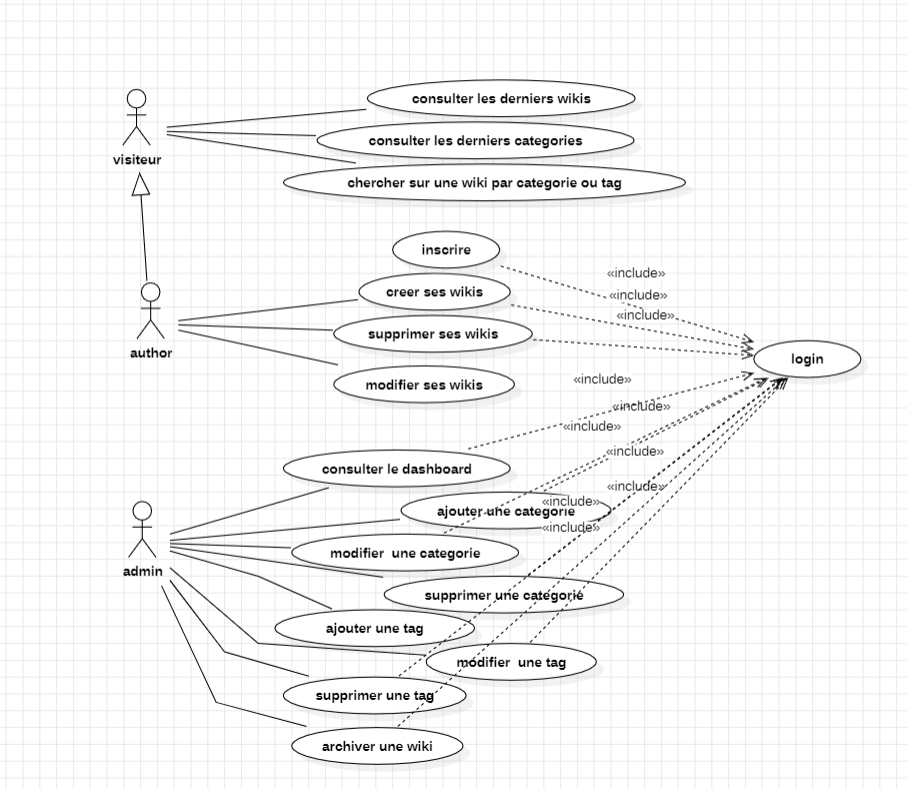 consulter les derniers wikis
consulter les derniers categories
visiteur
chercher sur une wiki par categorie ou tag
inscrire
«include»
creer ses wikis
«include»
«include»
supprimer ses wikis
author
login
modifier ses wikis
«include»
«include»
«include»
«include»
consulter le dashboard
«include»
«include»
ajouter une categorie
«include»
admin
modifier  une categorie
supprimer une categorie
ajouter une tag
modifier  une tag
supprimer une tag
archiver une wiki